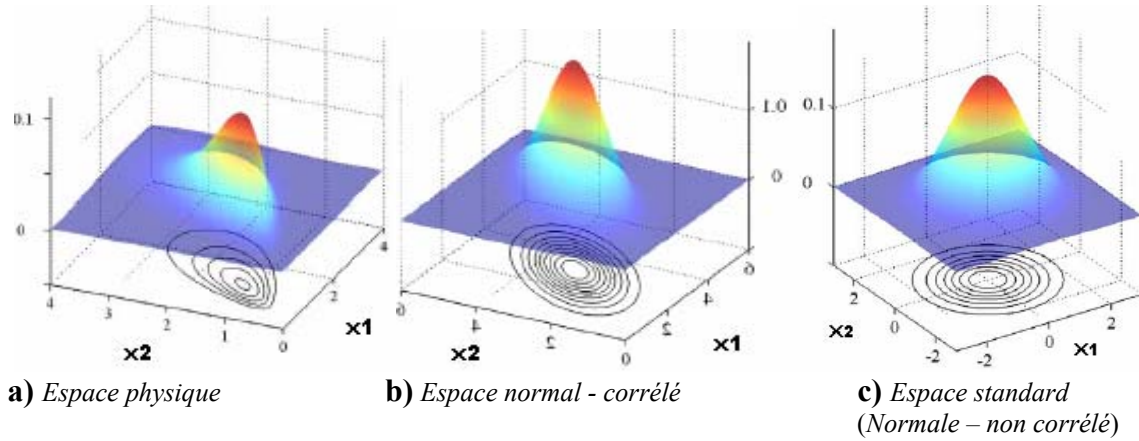 0.1
0
4
3
2
1
0
2
4
x2
x1
1.0
0
6
4
2
0
2
4
6
x2
x1
0.1
0
2
0
-2
-2
0
2
x2
x1
a) Espace physique
b) Espace normal - corrélé
c) Espace standard
(Normale – non corrélé)